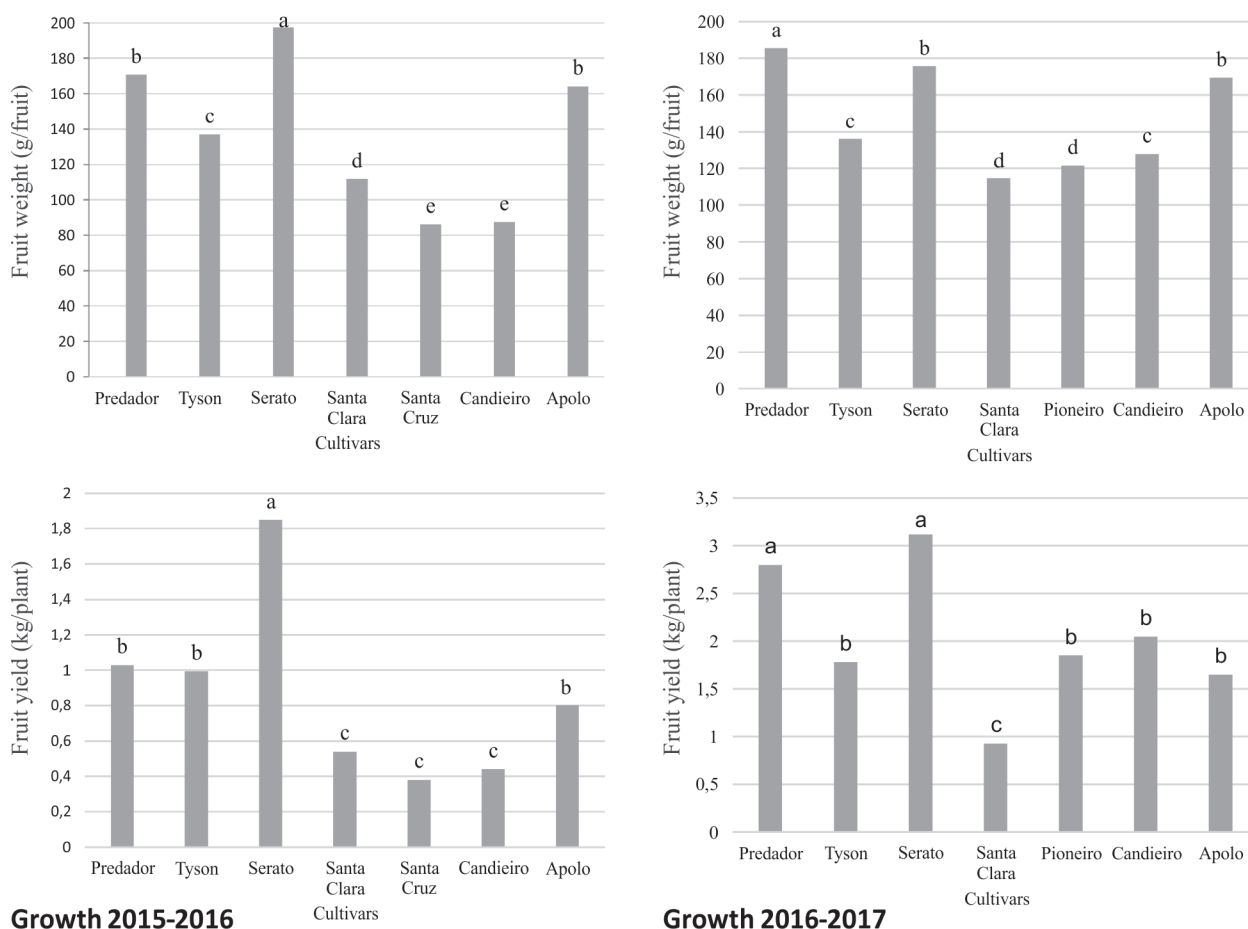 Fruit weight (g/fruit)
200
180
160
140
120
100
80
60
40
20
0
b
c
a
d
e
e
b
Predador Tyson Serato Santa Clara Santa Cruz Candieiro Apolo
Cultivars
Fruit weight (g/fruit)
200
180
160
140
120
100
80
60
40
20
0
a
c
b
d
d
c
b
Predador Tyson Serato Santa Clara Pioneiro Candieiro Apolo
Cultivars
Fruit yield (kg/plant)
2
1,8
1,6
1,4
1,2
1
0,8
0,6
0,4
0,2
0
b
b
a
c
c
c
b
Predador Tyson Serato Santa Clara Santa Cruz Candieiro Apolo
Cultivars
Growth 2015-2016
Fruit yield (kg/plant)
3,5
3
2,5
2
1,5
1
0,5
0
a
b
a
c
b
b
b
Predador Tyson Serato Santa Clara Pioneiro Candieiro Apolo
Cultivars
Growth 2016-2017